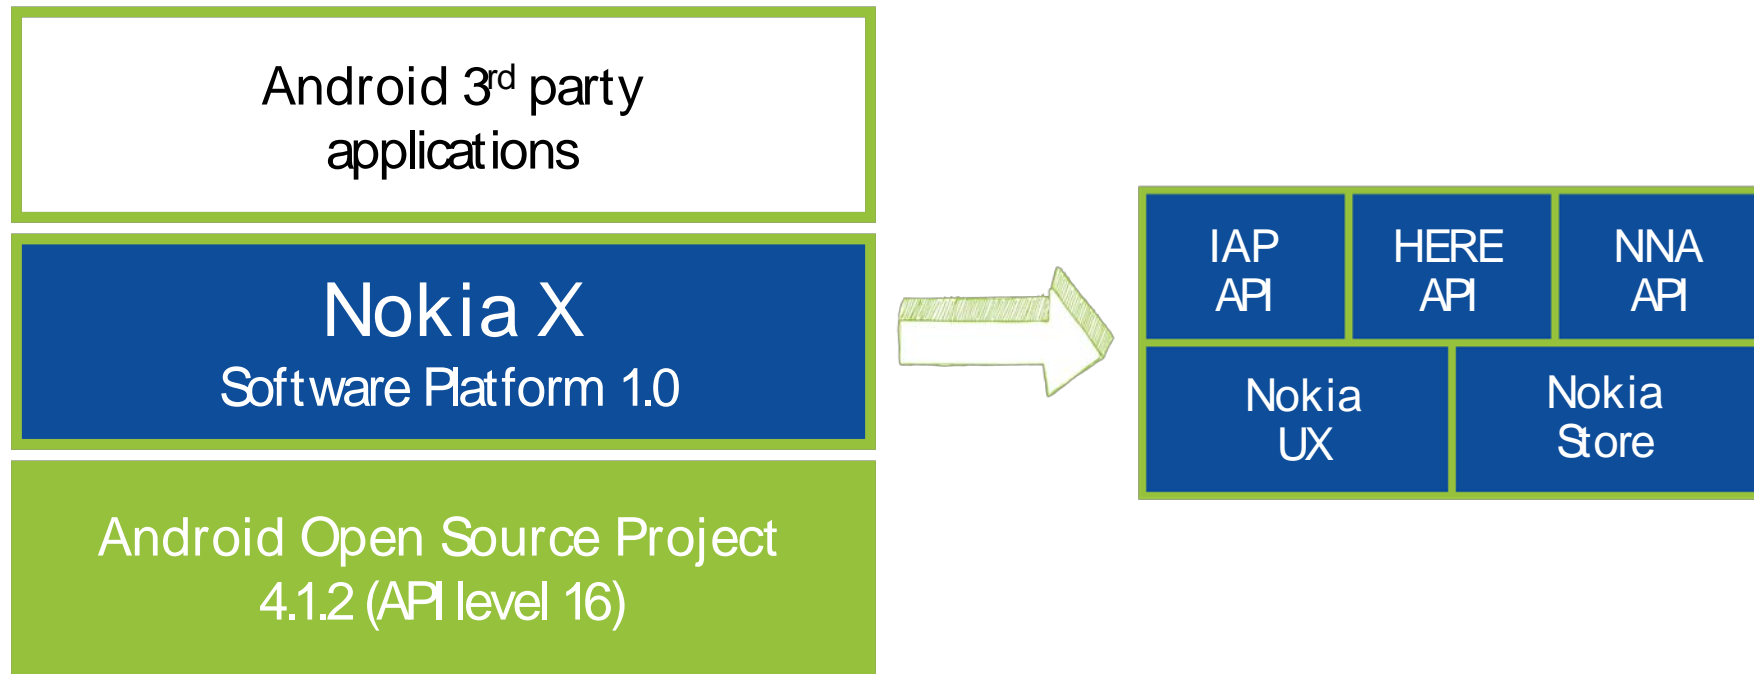 Android 3rd party
applications
Nokia X
Software Platform 1.0
Android Open Source Project
4.1.2 (API level 16)
IAP
API
HERE
API
NNA
API
Nokia
UX
Nokia
Store